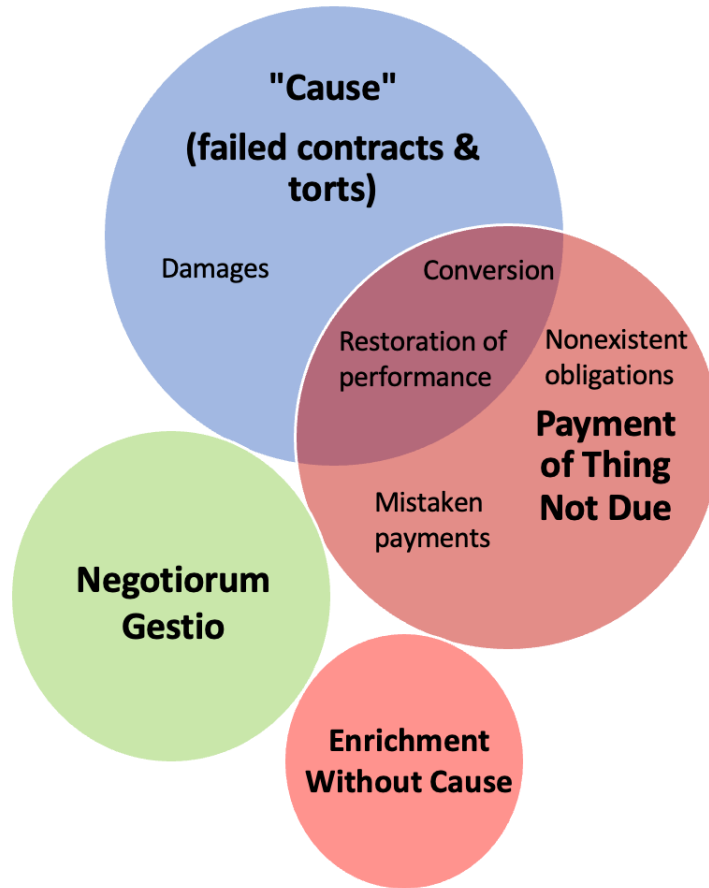 "Cause"
(failed contracts &
torts)
Damages
Conversion
Restoration of
performance
Nonexistent
obligations
Payment
of Thing
Not Due
Mistaken
payments
Negotiorum
Gestio
Enrichment
Without Cause